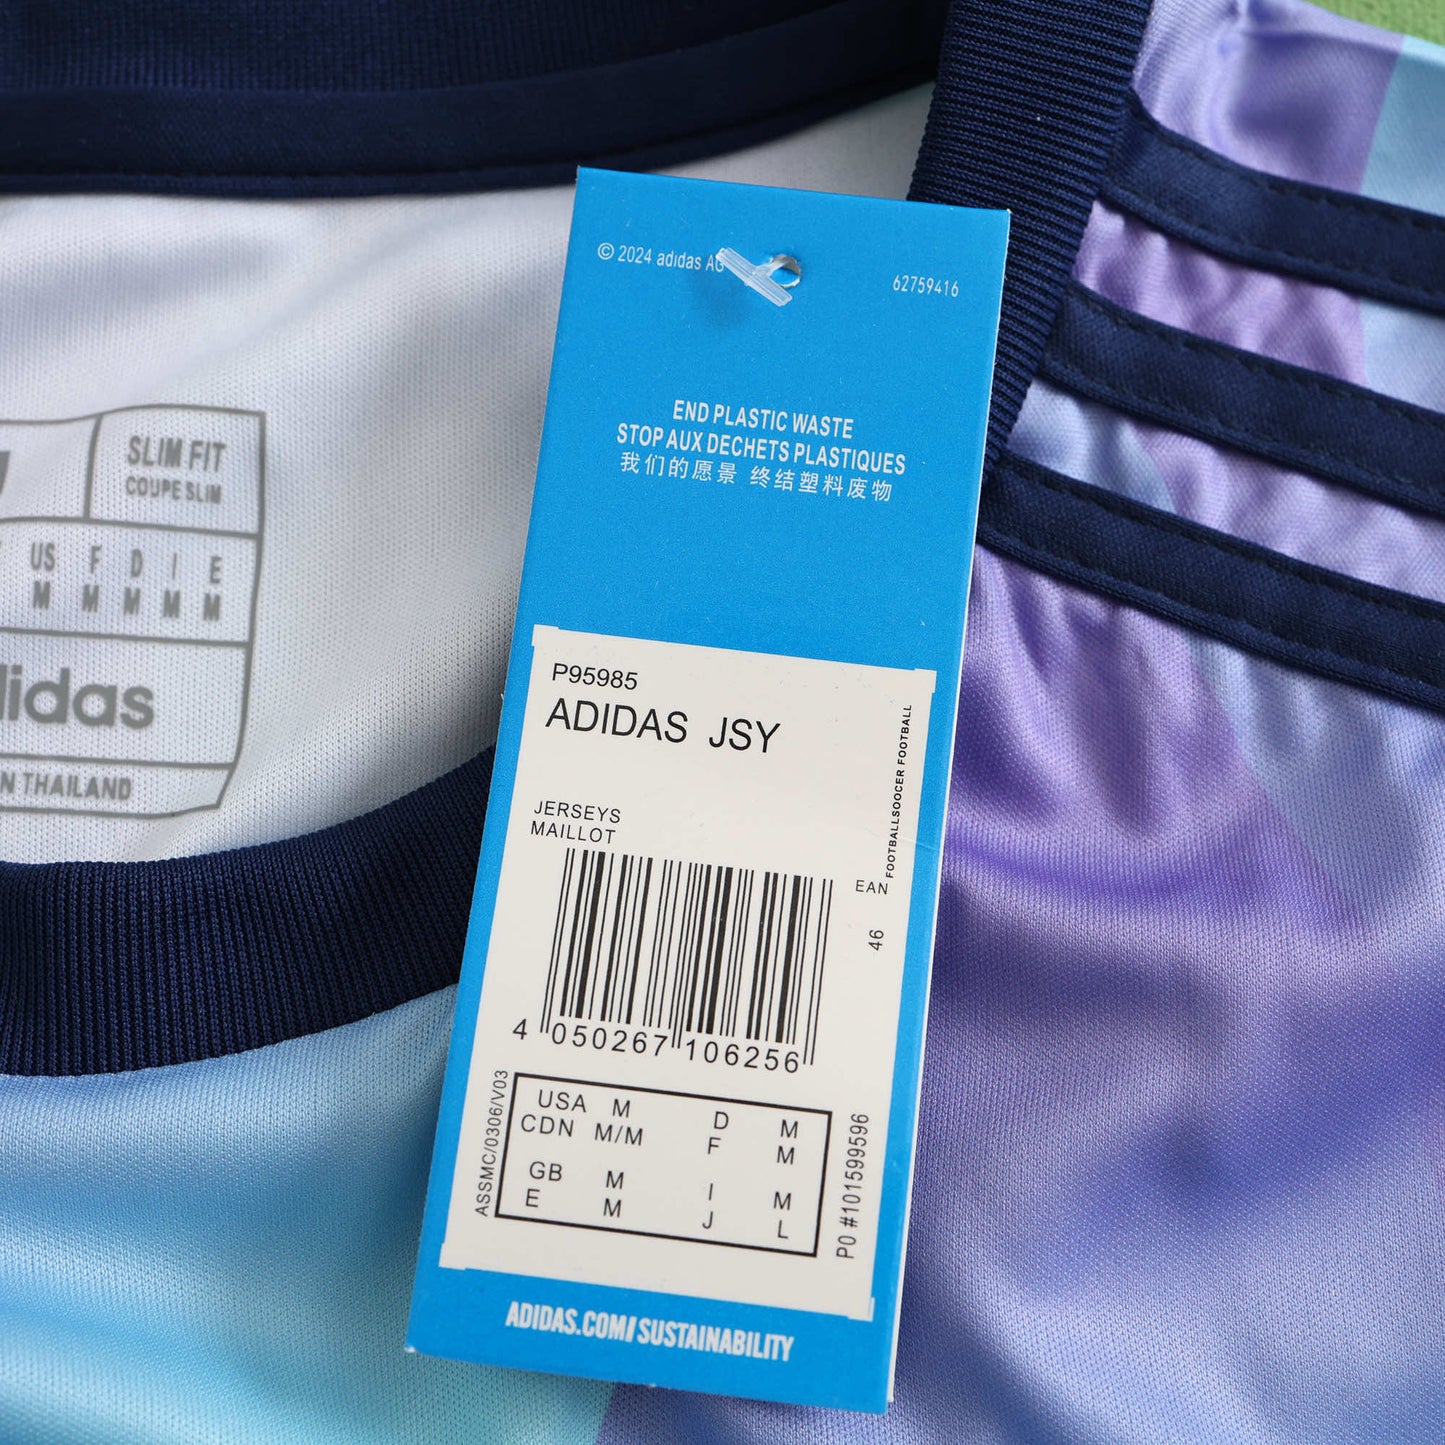 © 2024 adidas AG
62759416
END PLASTIC WASTE
STOP AUX DECHETS PLASTIQUES
我们的愿景 终结塑料废物
P95985
ADIDAS JSY
JERSEYS
MAILLOT
FOOTBALLSOCCER FOOTBALL
EAN
46
4 050267 106256
ASSMC/0306/V03
USA M D M
CDN M/M F M
GB M I M
E M J L
PO #101599596
ADIDAS.COM/SUSTAINABILITY
SLIM FIT
COUPE SLIM
US F D I E
M M M M M
didas
N THAILAND